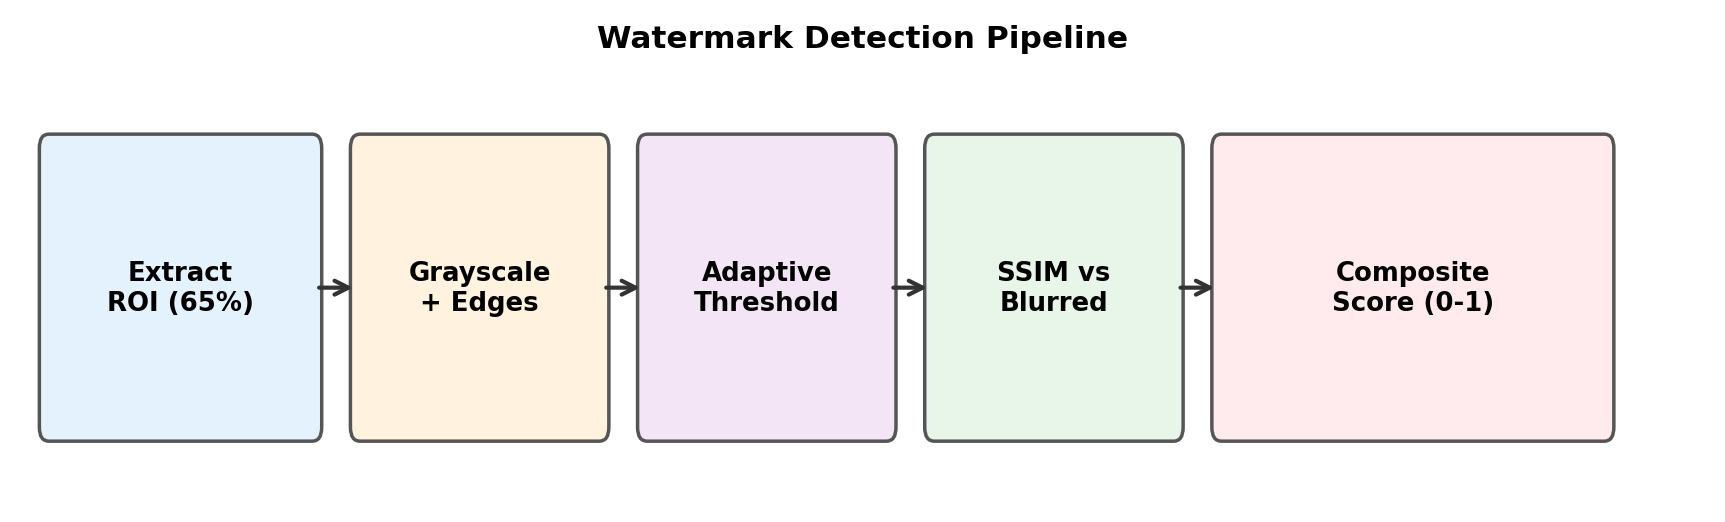 Watermark Detection Pipeline
Extract
ROI (65%)
Grayscale
+ Edges
Adaptive
Threshold
SSIM vs
Blurred
Composite
Score (0-1)